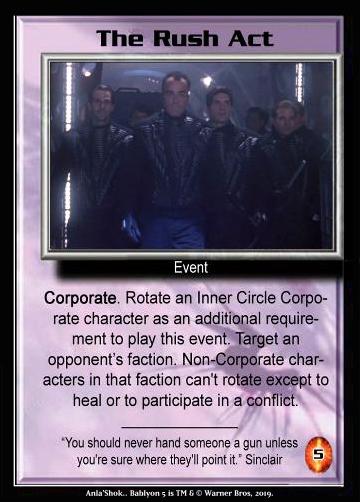 The Rush Act
Event
Corporate. Rotate an Inner Circle Corpo-
rate character as an additional require-
ment to play this event. Target an
opponent's faction. Non-Corporate char-
acters in that faction can't rotate except to
heal or to participate in a conflict.
“You should never hand someone a gun unless
you're sure where they'll point it.” Sinclair
5
Anla'Shok.. Bablyon 5 is TM & © Warner Bros, 2019.